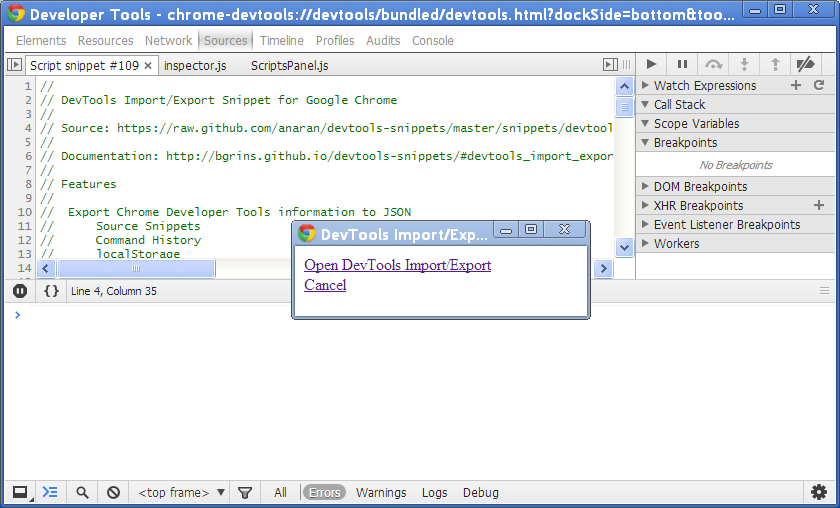 Developer Tools - chrome-devtools://devtools/bundled/devtools.html?dockSide=bottom&too...
Elements Resources Network Sources Timeline Profiles Audits Console
Script snippet #109 × inspector.js ScriptsPanel.js
1 //
2 // DevTools Import/Export Snippet for Google Chrome
3 //
4 // Source: https://raw.github.com/anaran/devtools-snippets/master/snippets/devtool
5 //
6 // Documentation: http://bgrins.github.io/devtools-snippets/#devtools_import_expor
7 //
8 // Features
9 //
10 // Export Chrome Developer Tools information to JSON
11 // Source Snippets
12 // Command History
13 // localStorage
14
Watch Expressions
Call Stack
Scope Variables
Breakpoints
No Breakpoints
DOM Breakpoints
XHR Breakpoints
Event Listener Breakpoints
Workers
DevTools Import/Exp...
Open DevTools Import/Export
Cancel
{} Line 4, Column 35
>
<top frame> All Errors Warnings Logs Debug